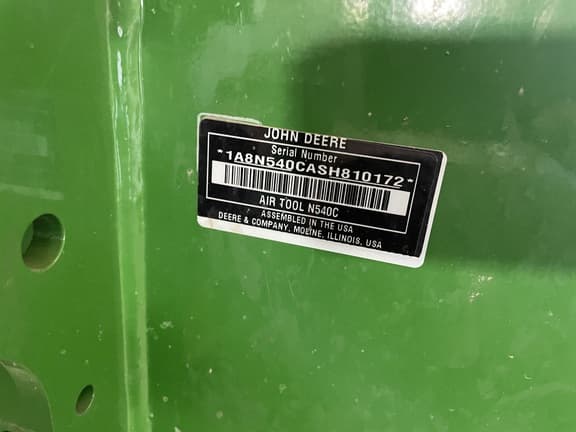 JOHN DEERE
Serial Number
*1A8N540CASH810172*
AIR TOOL N540C
ASSEMBLED IN THE USA
DEERE & COMPANY, MOLINE, ILLINOIS, USA